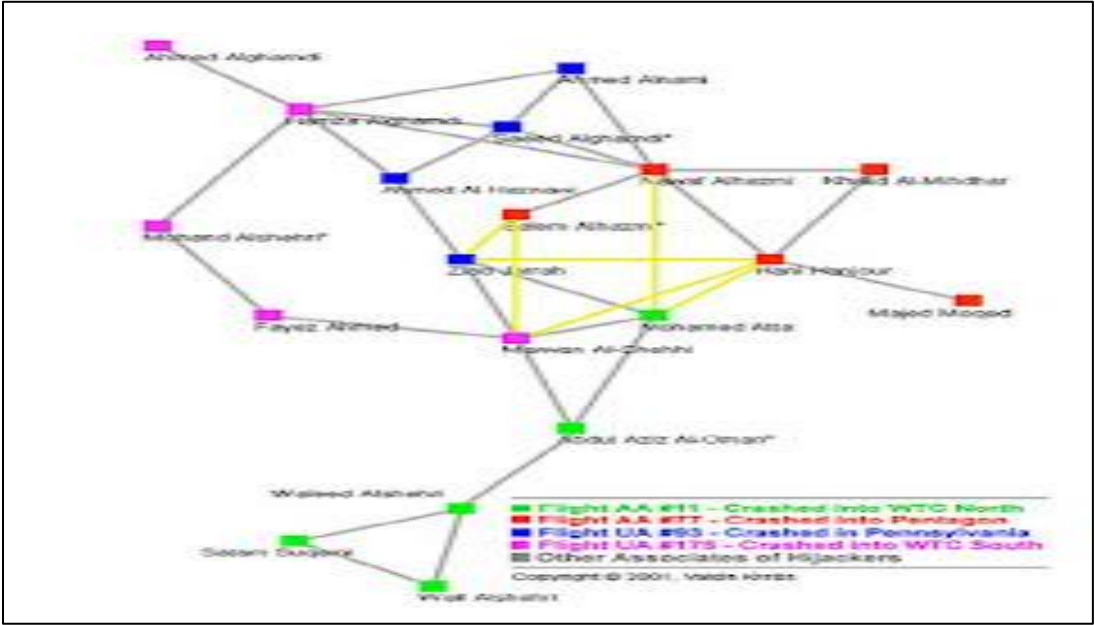 Ahmed Alghamdi
Ahmed Alnami
Hamza Alghamdi
Saeed Alghamdi*
Ahmed Al-Haznawi
Nawaf Alhazmi
Khalid Al-Mihdhar
Salem Alhazmi*
Mohand Alshehri*
Ziad Jarrah
Hani Hanjour
Majed Moqed
Fayez Ahmed
Mohamed Atta
Marwan Al-Shehhi
Abdul Aziz Al-Omari*
Waleed Alshehri
Satam Suqami
Wail Alshehri
Flight AA #11 - Crashed into WTC North
Flight AA #77 - Crashed into Pentagon
Flight UA #93 - Crashed in Pennsylvania
Flight UA #175 - Crashed into WTC South
Other Associates of Hijackers
Copyright © 2001, Valdis Krebs